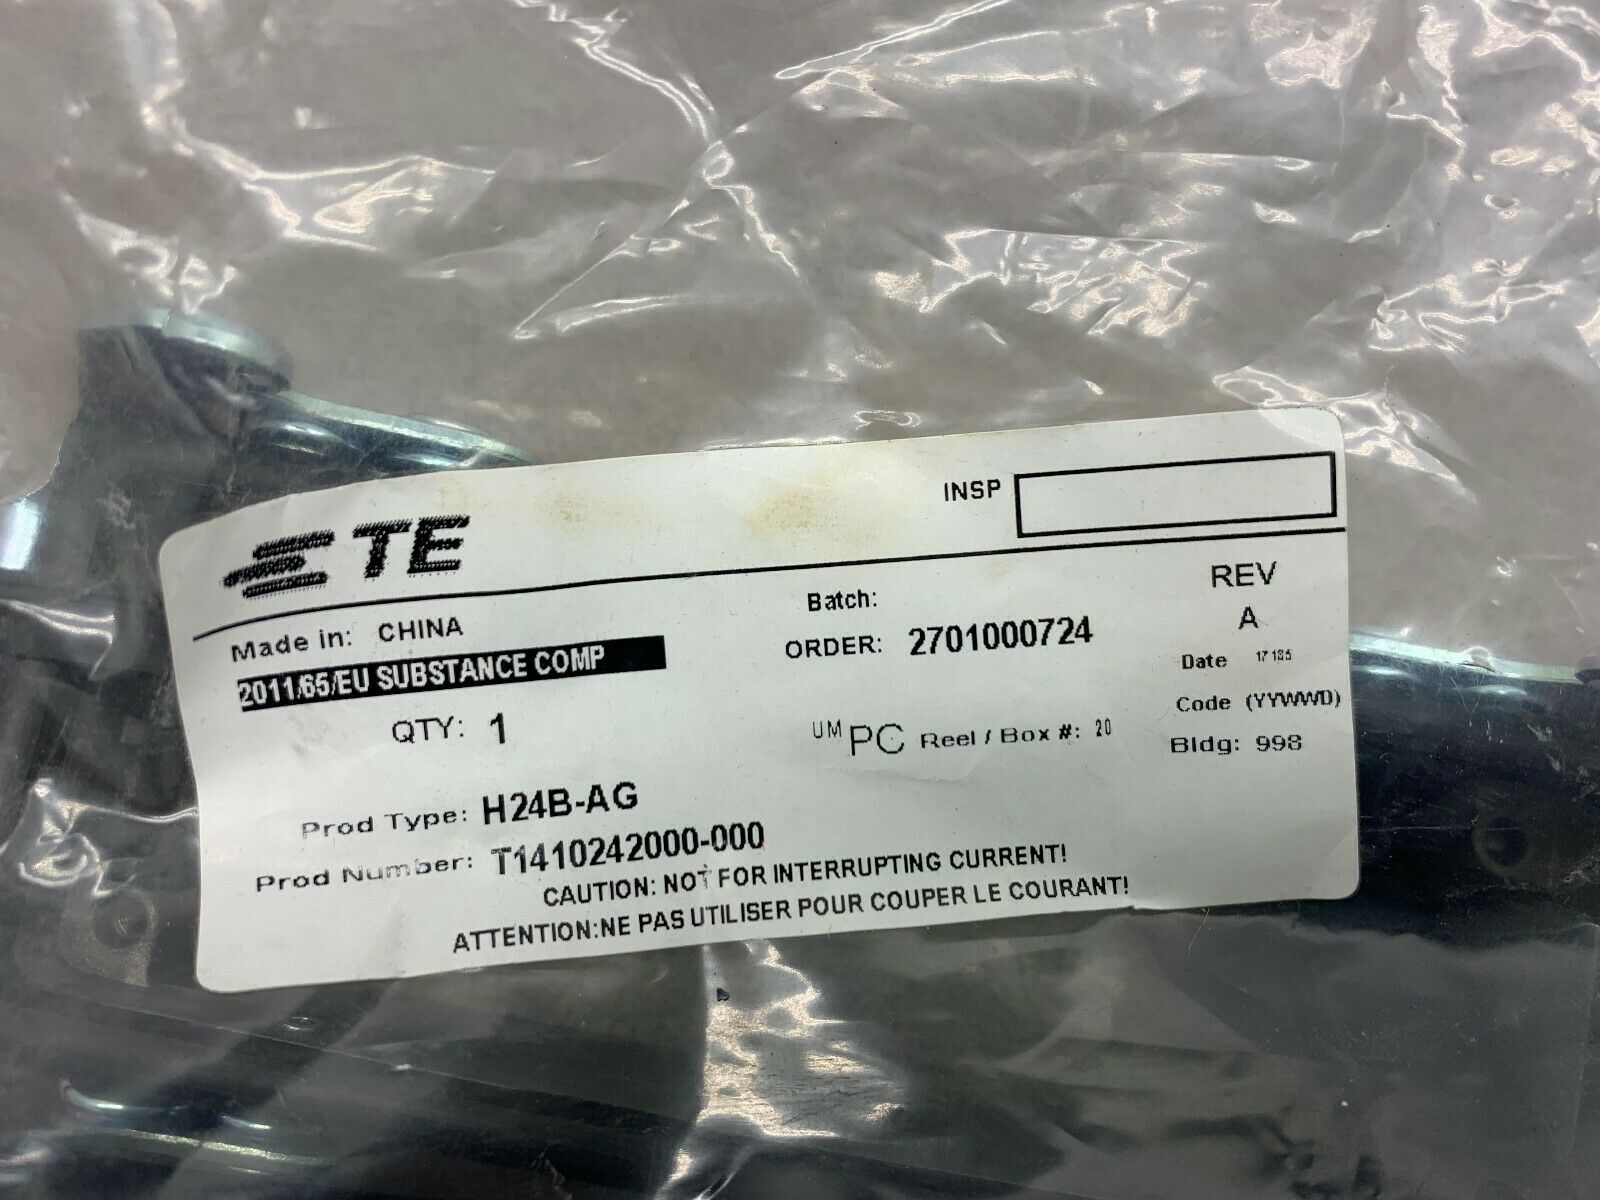 TE
INSP
Made in: CHINA
Batch:
REV
2011/65/EU SUBSTANCE COMP
ORDER: 2701000724
A
Date 17185
QTY: 1
UM PC Reel / Box #: 20
Code (YYWWD)
Bldg: 998
Prod Type: H24B-AG
Prod Number: T1410242000-000
CAUTION: NOT FOR INTERRUPTING CURRENT!
ATTENTION:NE PAS UTILISER POUR COUPER LE COURANT!